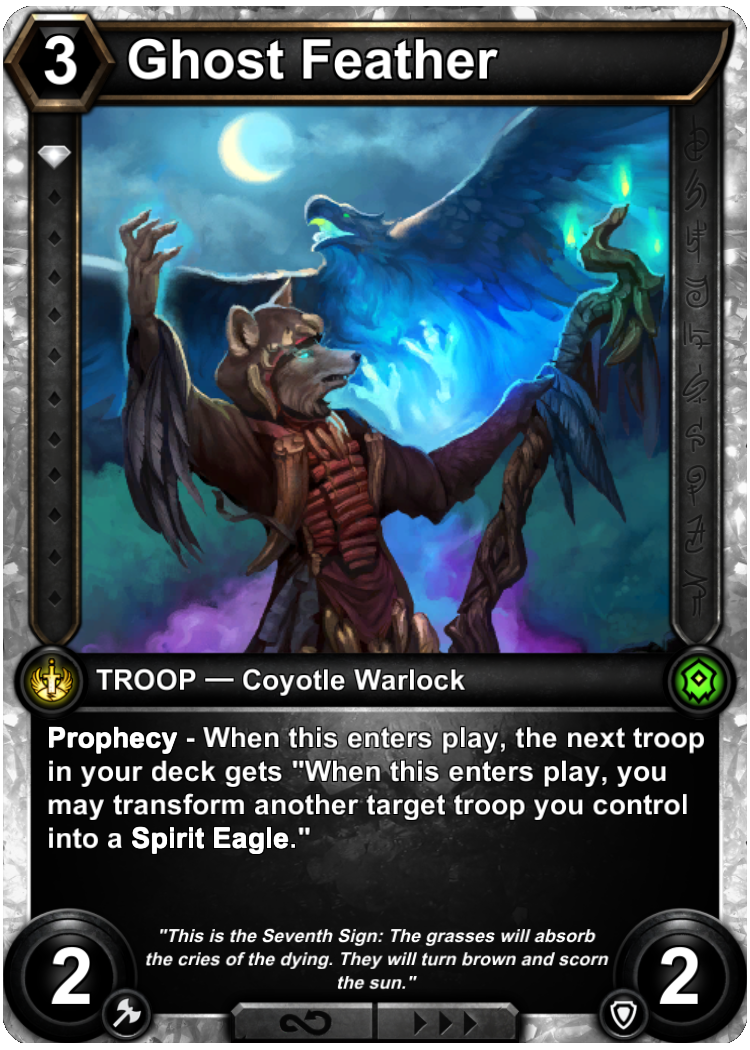 3
Ghost Feather
TROOP — Coyotle Warlock
Prophecy - When this enters play, the next troop
in your deck gets "When this enters play, you
may transform another target troop you control
into a Spirit Eagle."
"This is the Seventh Sign: The grasses will absorb
the cries of the dying. They will turn brown and scorn
the sun."
2
2